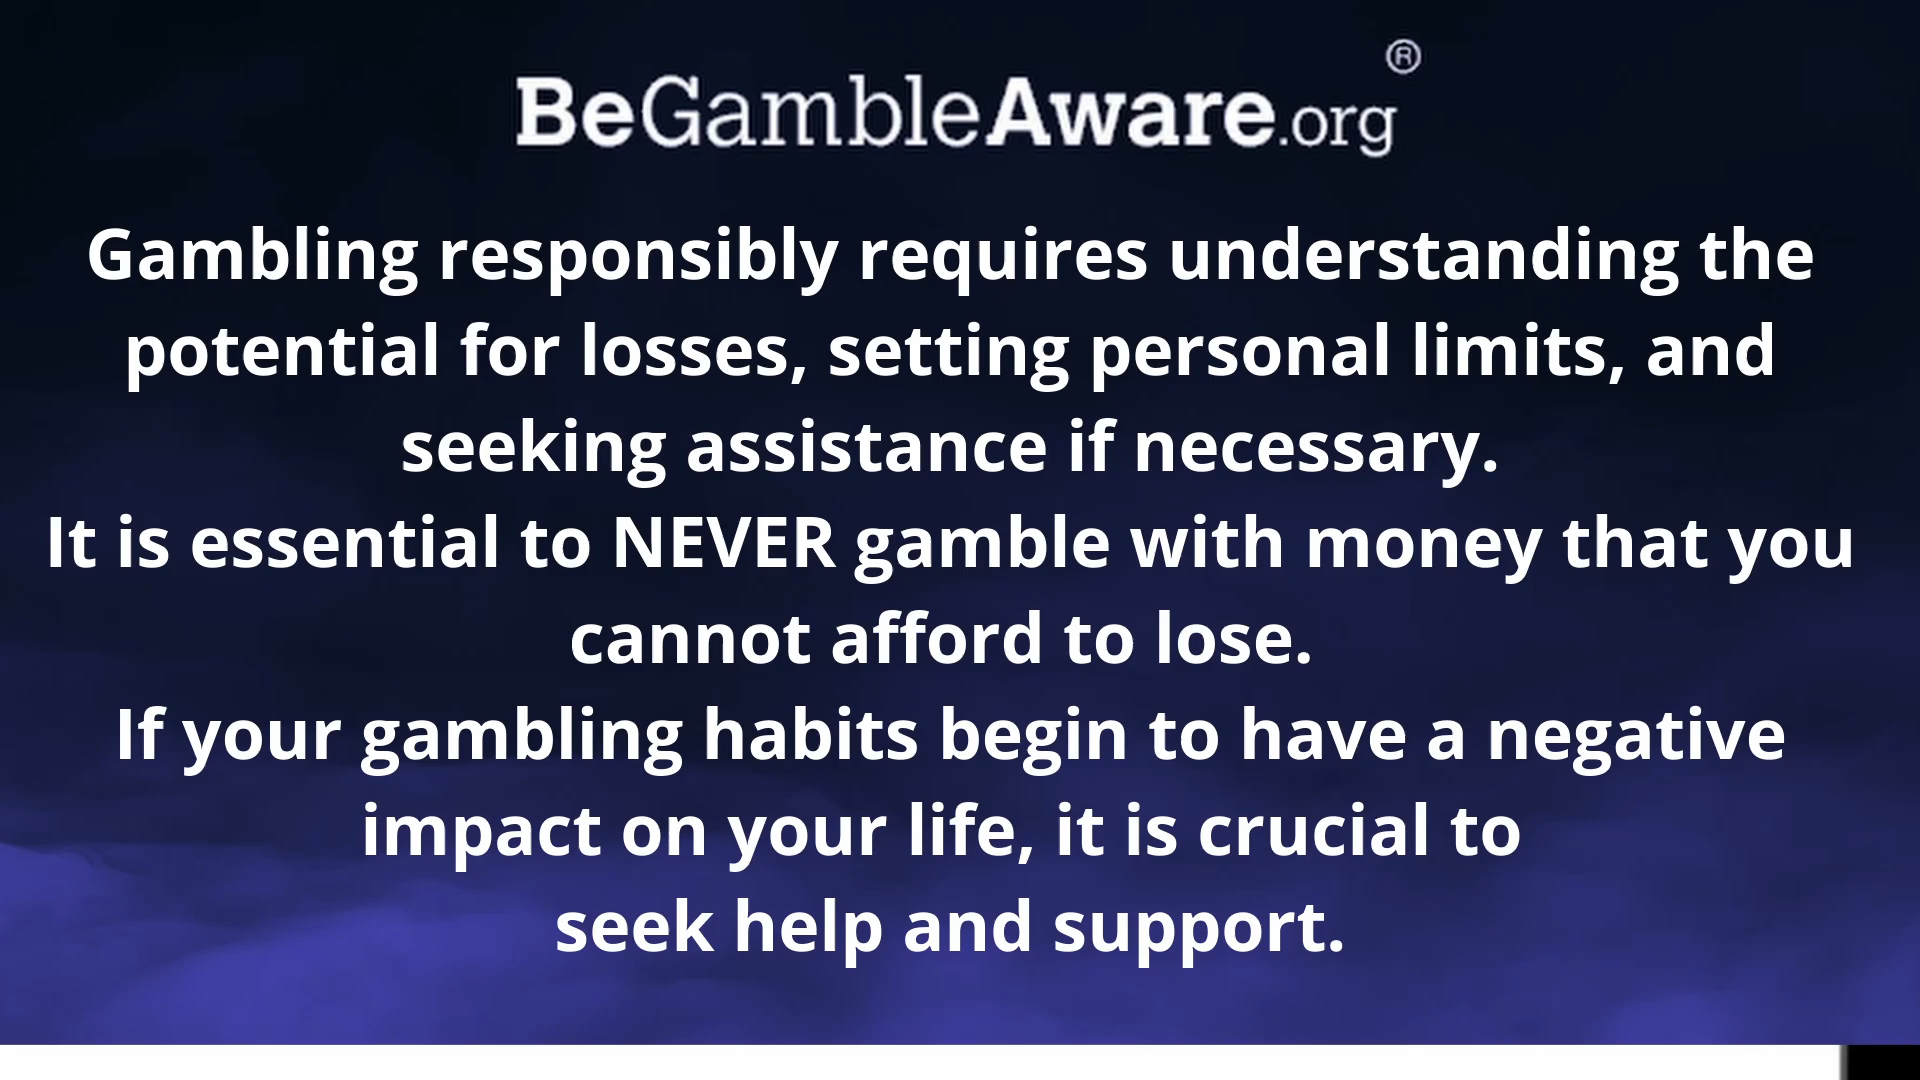 BeGambleAware.org®
Gambling responsibly requires understanding the
potential for losses, setting personal limits, and
seeking assistance if necessary.
It is essential to NEVER gamble with money that you
cannot afford to lose.
If your gambling habits begin to have a negative
impact on your life, it is crucial to
seek help and support.